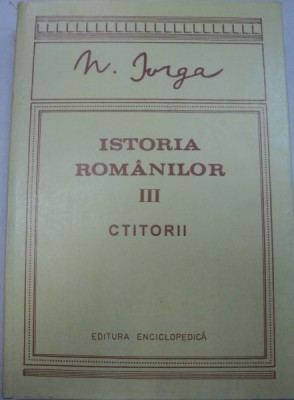 N. Iorga
ISTORIA
ROMÂNILOR
III
CTITORII
EDITURA ENCICLOPEDICĂ